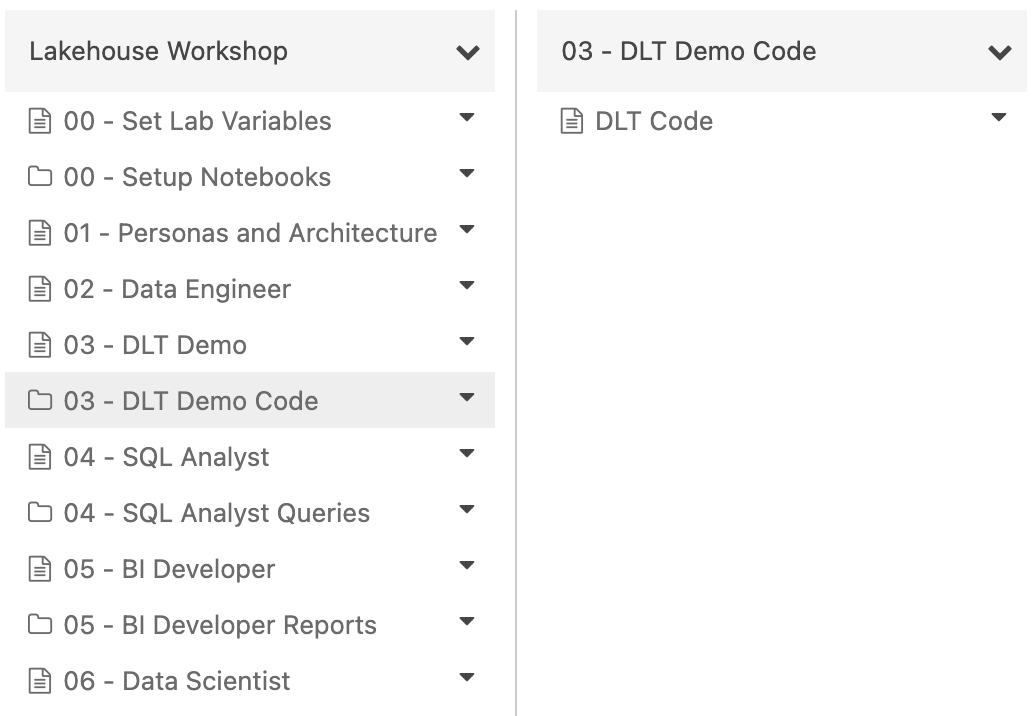 Lakehouse Workshop
00 - Set Lab Variables
00 - Setup Notebooks
01 - Personas and Architecture
02 - Data Engineer
03 - DLT Demo
03 - DLT Demo Code
04 - SQL Analyst
04 - SQL Analyst Queries
05 - BI Developer
05 - BI Developer Reports
06 - Data Scientist
03 - DLT Demo Code
DLT Code